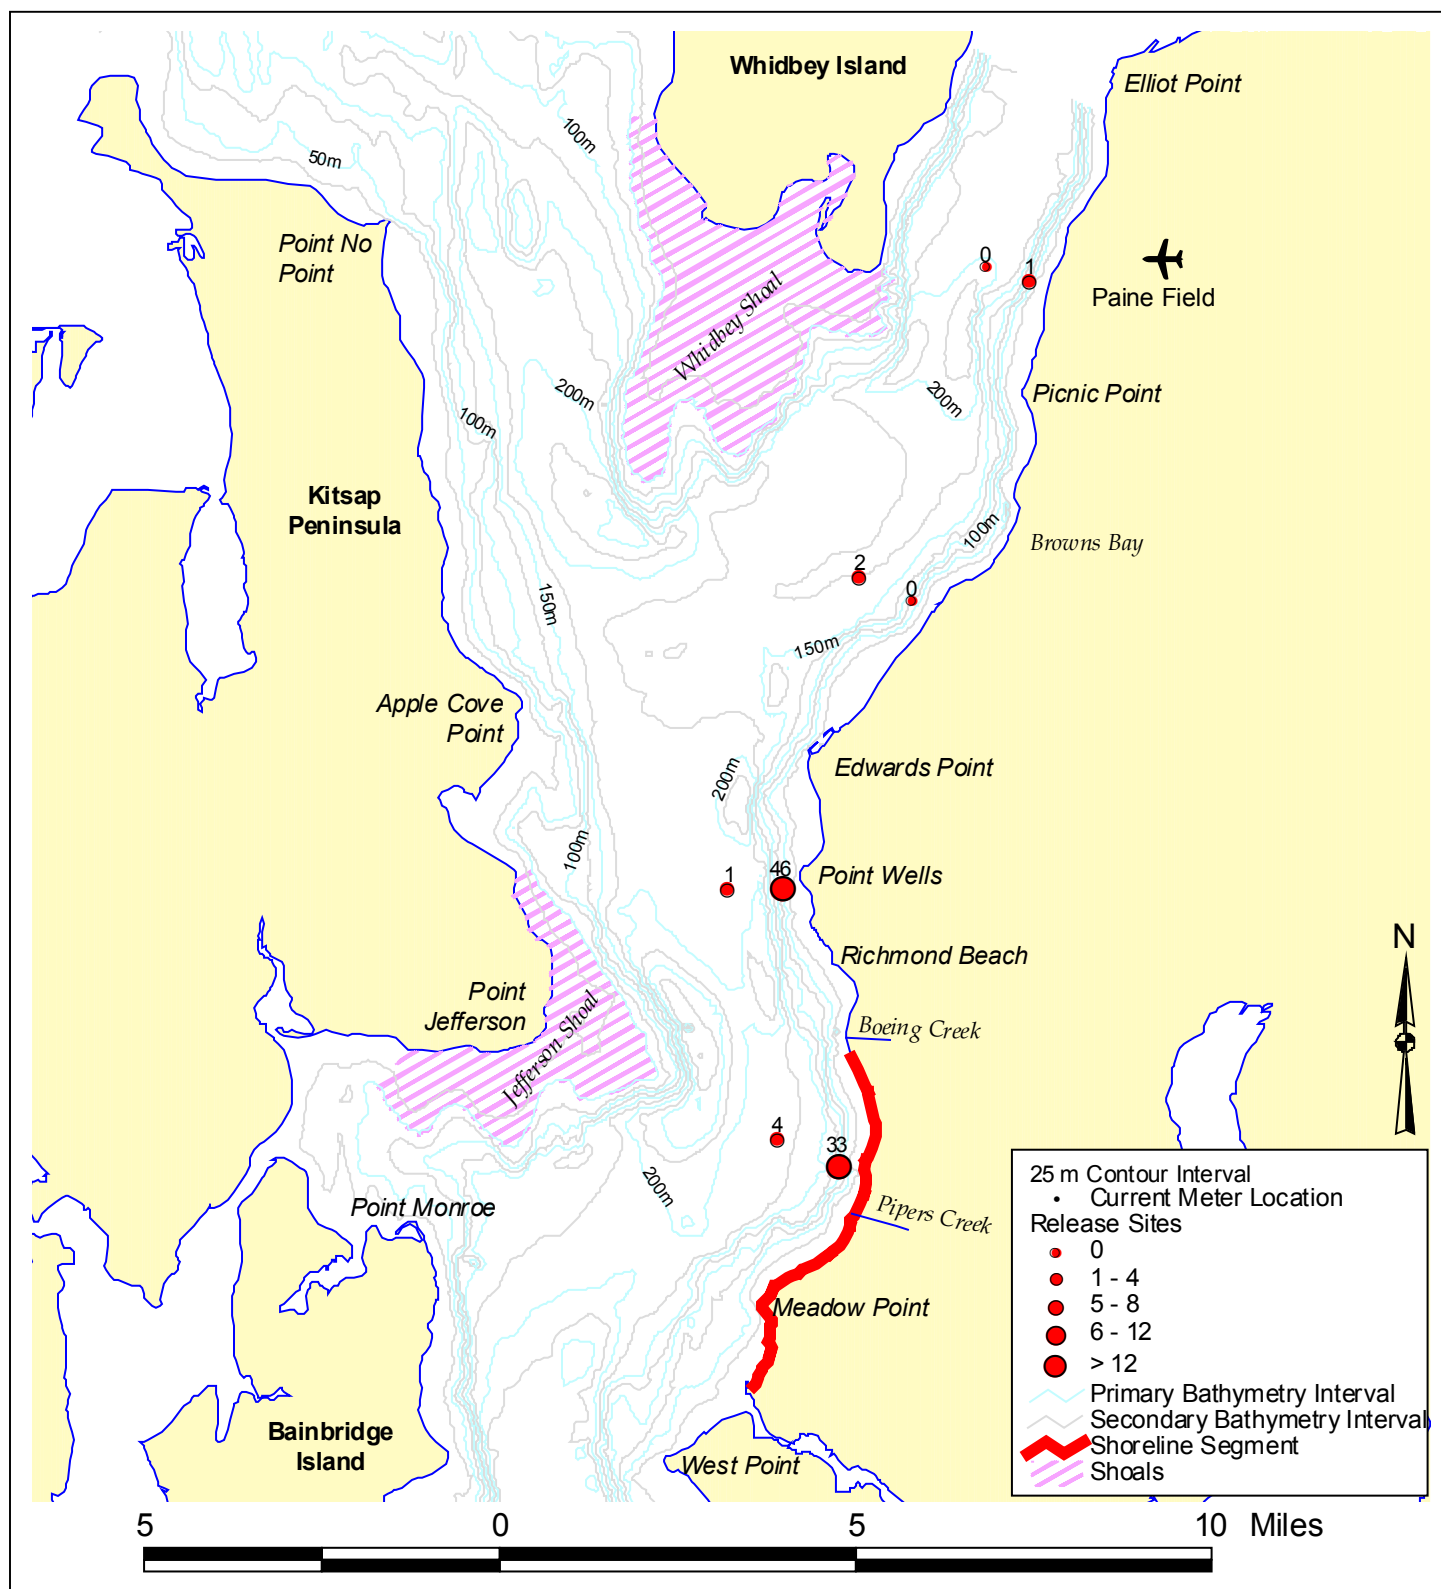 Whidbey Island
Elliot Point
100m
50m
Point No
Point
0
1
Paine Field
Whidbey Shoal
200m
200m
Picnic Point
100m
Kitsap
Peninsula
100m
Browns Bay
2
0
150m
150m
Apple Cove
Point
Edwards Point
200m
100m
1
46
Point Wells
Richmond Beach
N
Point
Jefferson
Jefferson Shoal
Boeing Creek
4
33
200m
Point Monroe
Pipers Creek
Meadow Point
Bainbridge
Island
West Point
25 m Contour Interval
Current Meter Location
Release Sites
0
1 - 4
5 - 8
6 - 12
> 12
Primary Bathymetry Interval
Secondary Bathymetry Interval
Shoreline Segment
Shoals
5 0 5 10 Miles